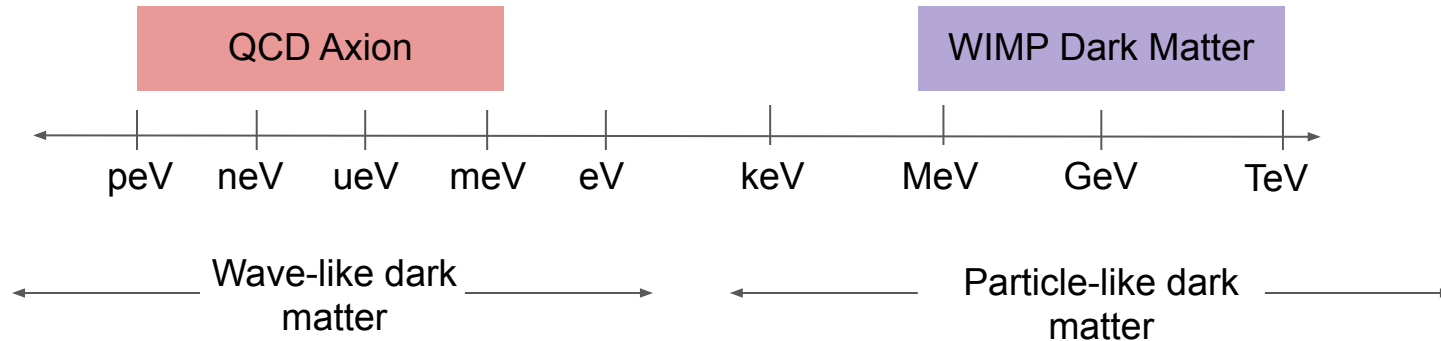 QCD Axion
WIMP Dark Matter
peV neV ueV meV eV keV MeV GeV TeV
Wave-like dark
matter
Particle-like dark
matter